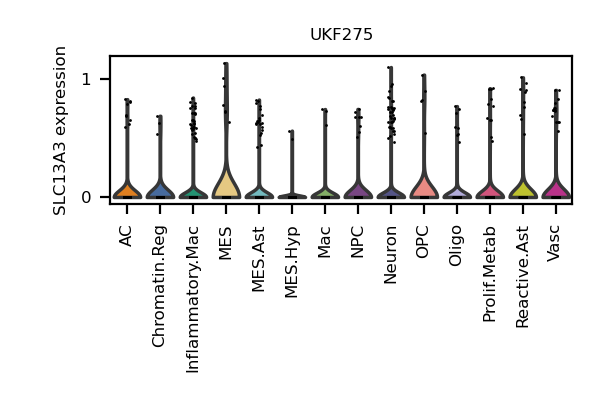 UKF275
SLC13A3 expression
1
0
AC
Chromatin.Reg
Inflammatory.Mac
MES
MES.Ast
MES.Hyp
Mac
NPC
Neuron
OPC
Oligo
Prolif.Metab
Reactive.Ast
Vasc